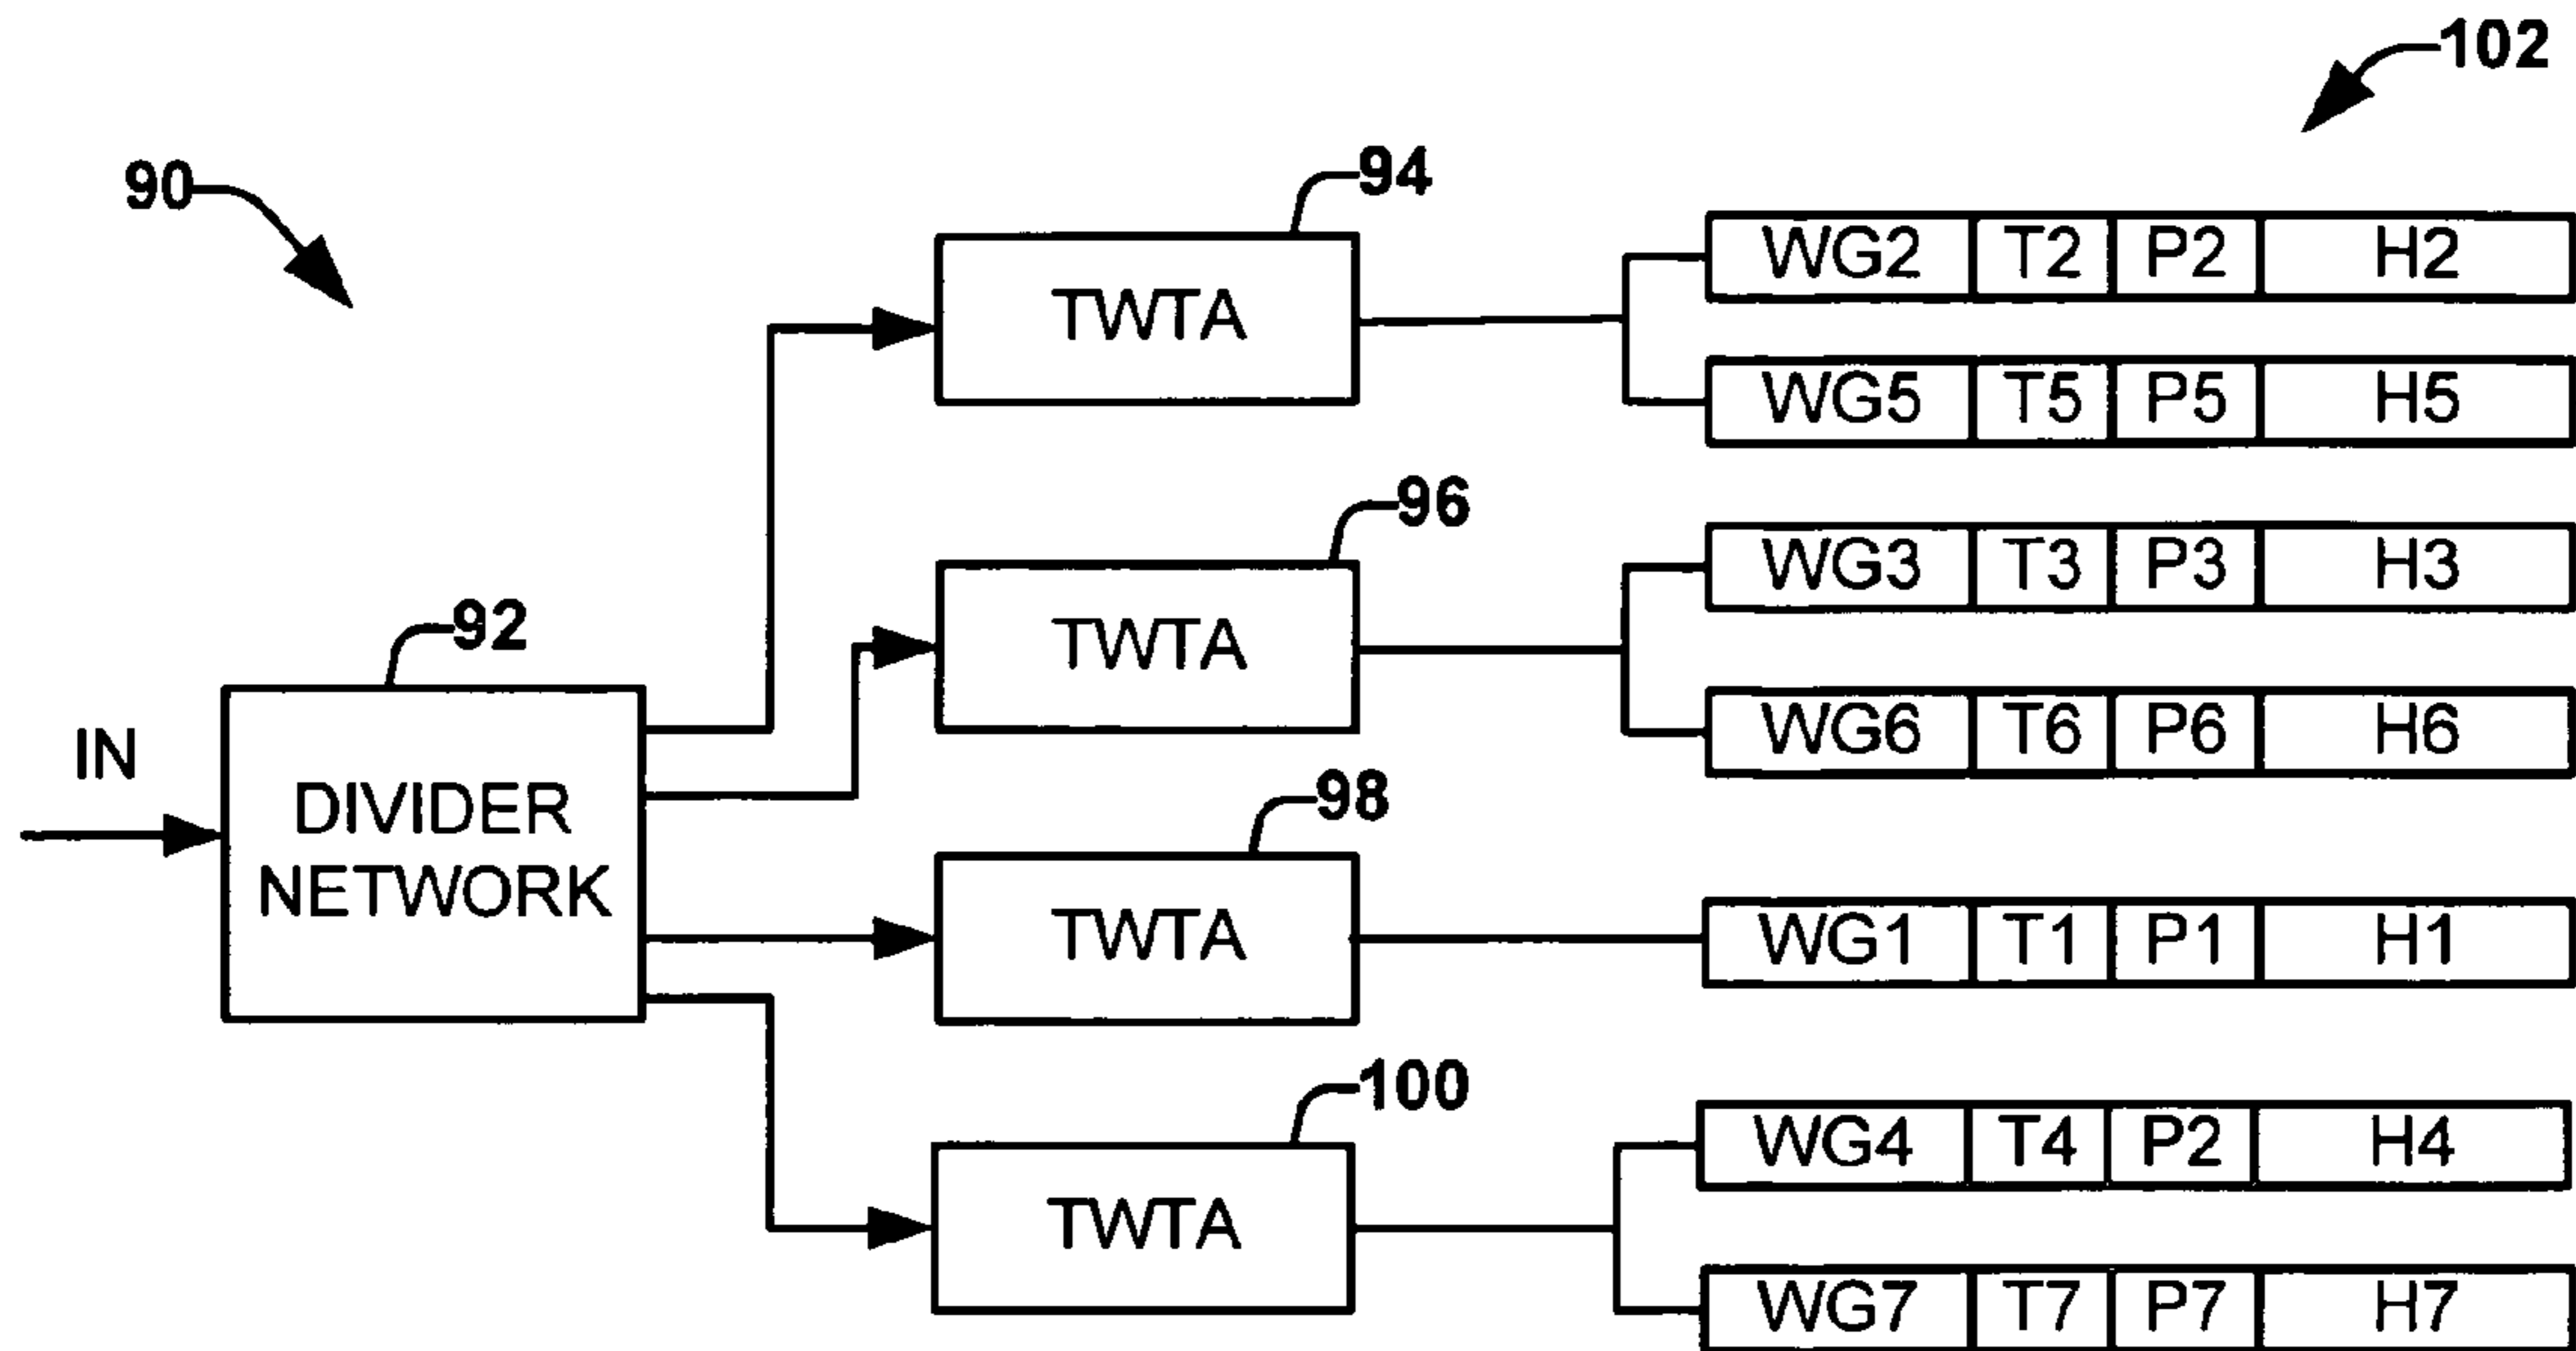 102
90
94
TWTA
WG2 T2 P2 H2
WG5 T5 P5 H5
96
TWTA
WG3 T3 P3 H3
WG6 T6 P6 H6
92
IN
DIVIDER
NETWORK
98
TWTA
WG1 T1 P1 H1
100
TWTA
WG4 T4 P2 H4
WG7 T7 P7 H7